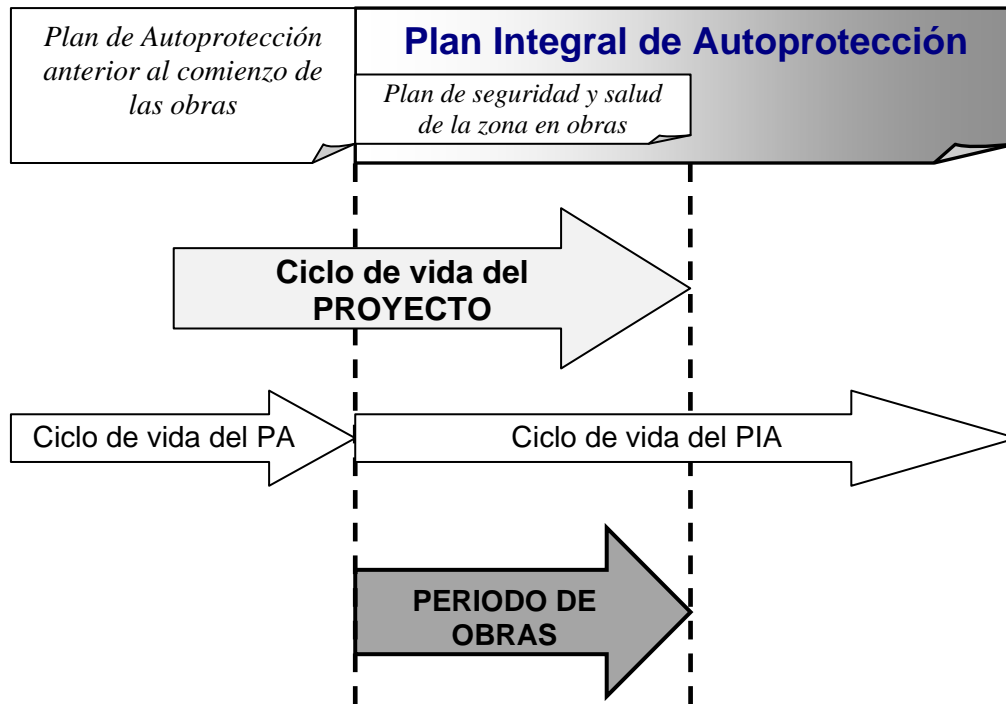 Plan de Autoprotección
anterior al comienzo de
las obras
Plan Integral de Autoprotección
Plan de seguridad y salud
de la zona en obras
Ciclo de vida del
PROYECTO
Ciclo de vida del PA
Ciclo de vida del PIA
PERIODO DE
OBRAS